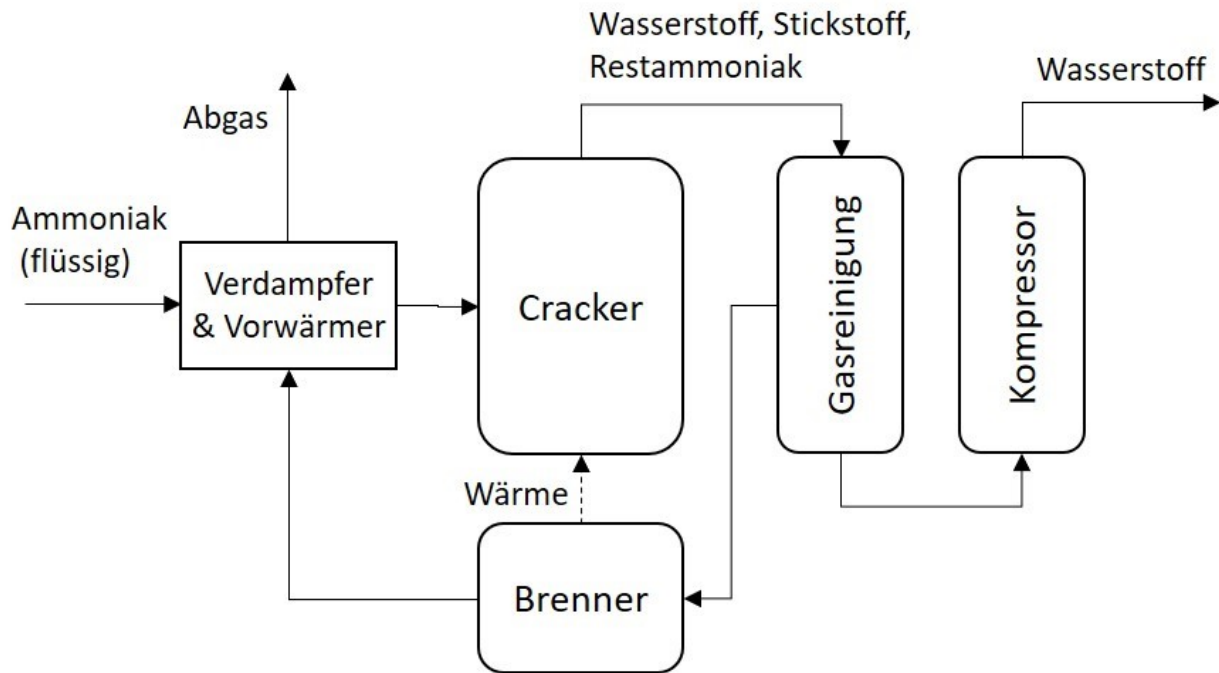 Wasserstoff, Stickstoff,
Restammoniak
Wasserstoff
Abgas
Ammoniak
(flüssig)
Verdampfer
& Vorwärmer
Cracker
Gasreinigung
Kompressor
Wärme
Brenner